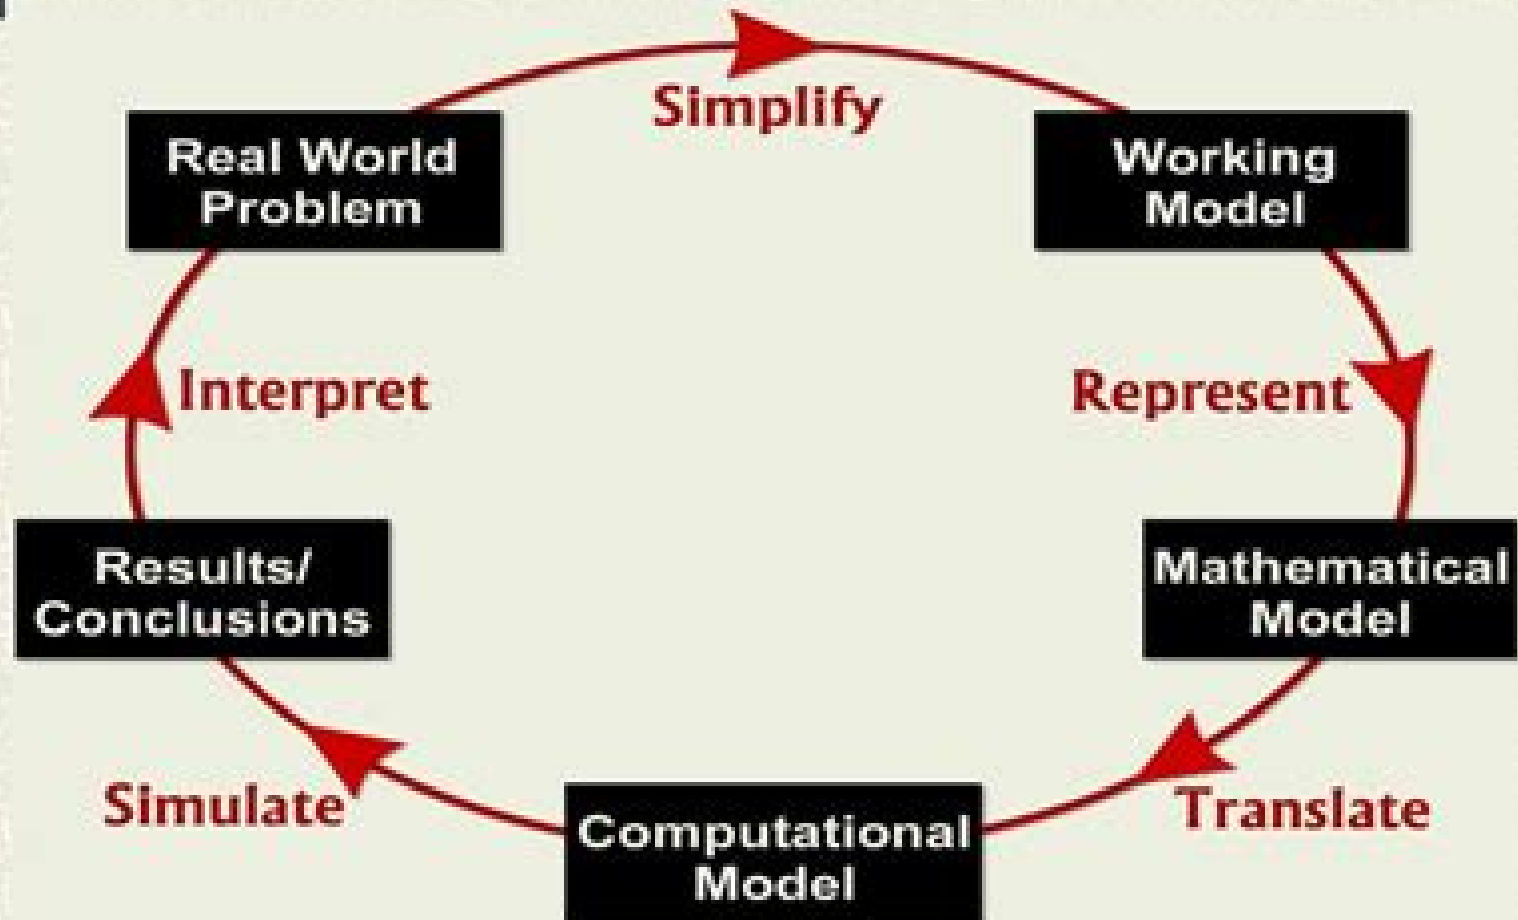 Simplify
Real World
Problem
Working
Model
Interpret
Represent
Results/
Conclusions
Mathematical
Model
Simulate
Translate
Computational
Model